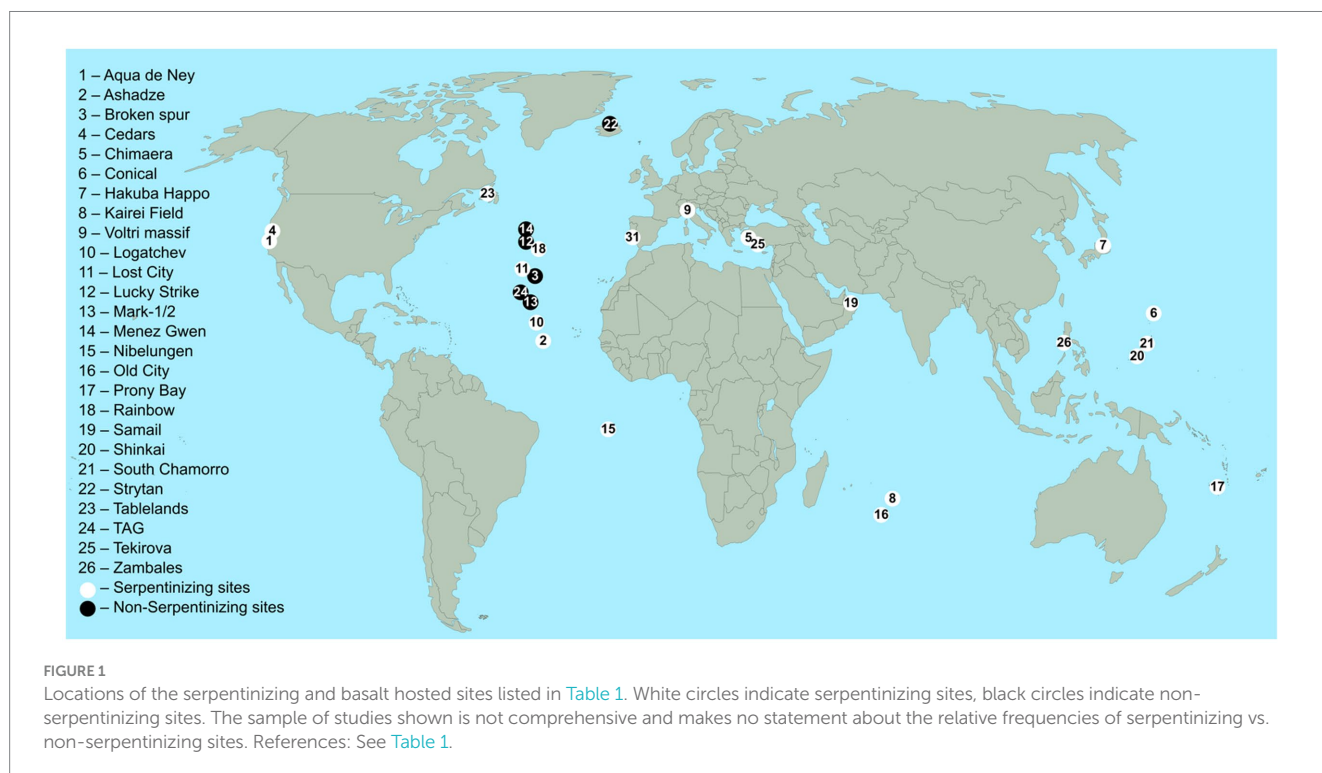 1 – Aqua de Ney
2 – Ashadze
3 – Broken spur
4 – Cedars
5 – Chimaera
6 – Conical
7 – Hakuba Happo
8 – Kairei Field
9 – Voltri massif
10 – Logatchev
11 – Lost City
12 – Lucky Strike
13 – Mark-1/2
14 – Menez Gwen
15 – Nibelungen
16 – Old City
17 – Prony Bay
18 – Rainbow
19 – Samail
20 – Shinkai
21 – South Chamorro
22 – Strytan
23 – Tablelands
24 – TAG
25 – Tekirova
26 – Zambales
– Serpentinizing sites
– Non-Serpentinizing sites
22
23
9
4
1
14
12
18
31
5
25
7
11
3
24
13
19
10
2
6
26
21
20
15
17
8
16
FIGURE 1
Locations of the serpentinizing and basalt hosted sites listed in Table 1. White circles indicate serpentinizing sites, black circles indicate non-
serpentinizing sites. The sample of studies shown is not comprehensive and makes no statement about the relative frequencies of serpentinizing vs.
non-serpentinizing sites. References: See Table 1.